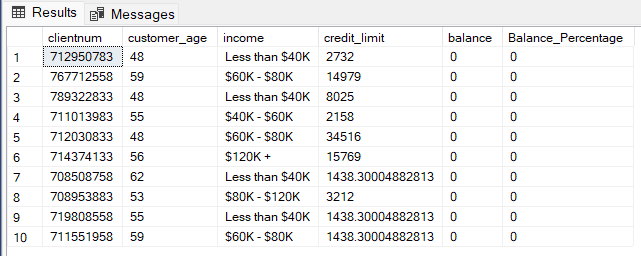 Results Messages
clientnum customer_age income credit_limit balance Balance_Percentage
1 712950783 48 Less than $40K 2732 0 0
2 767712558 59 $60K - $80K 14979 0 0
3 789322833 48 Less than $40K 8025 0 0
4 711013983 55 $40K - $60K 2158 0 0
5 712030833 48 $60K - $80K 34516 0 0
6 714374133 56 $120K + 15769 0 0
7 708508758 62 Less than $40K 1438.30004882813 0 0
8 708953883 53 $80K - $120K 3212 0 0
9 719808558 55 Less than $40K 1438.30004882813 0 0
10 711551958 59 $60K - $80K 1438.30004882813 0 0